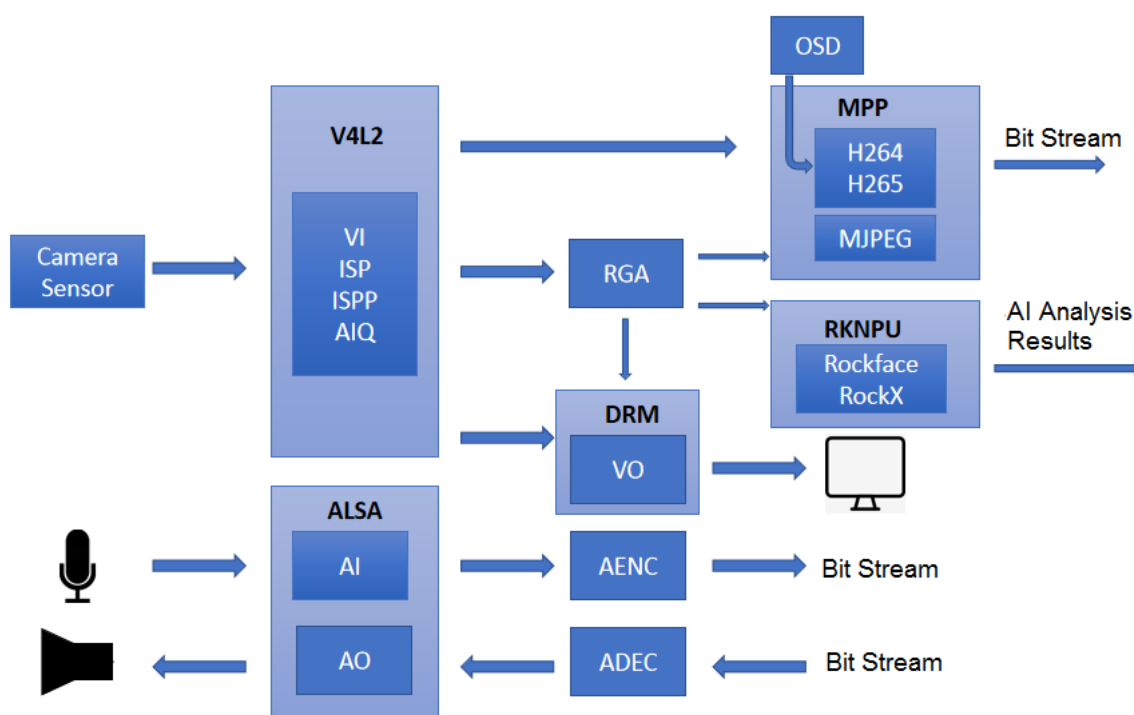 OSD
MPP
V4L2
H264
H265
Bit Stream
MJPEG
Camera
Sensor
VI
ISP
ISPP
AIQ
RGA
RKNPU
AI Analysis
Results
Rockface
RockX
DRM
VO
ALSA
AI
AENC
Bit Stream
AO
ADEC
Bit Stream